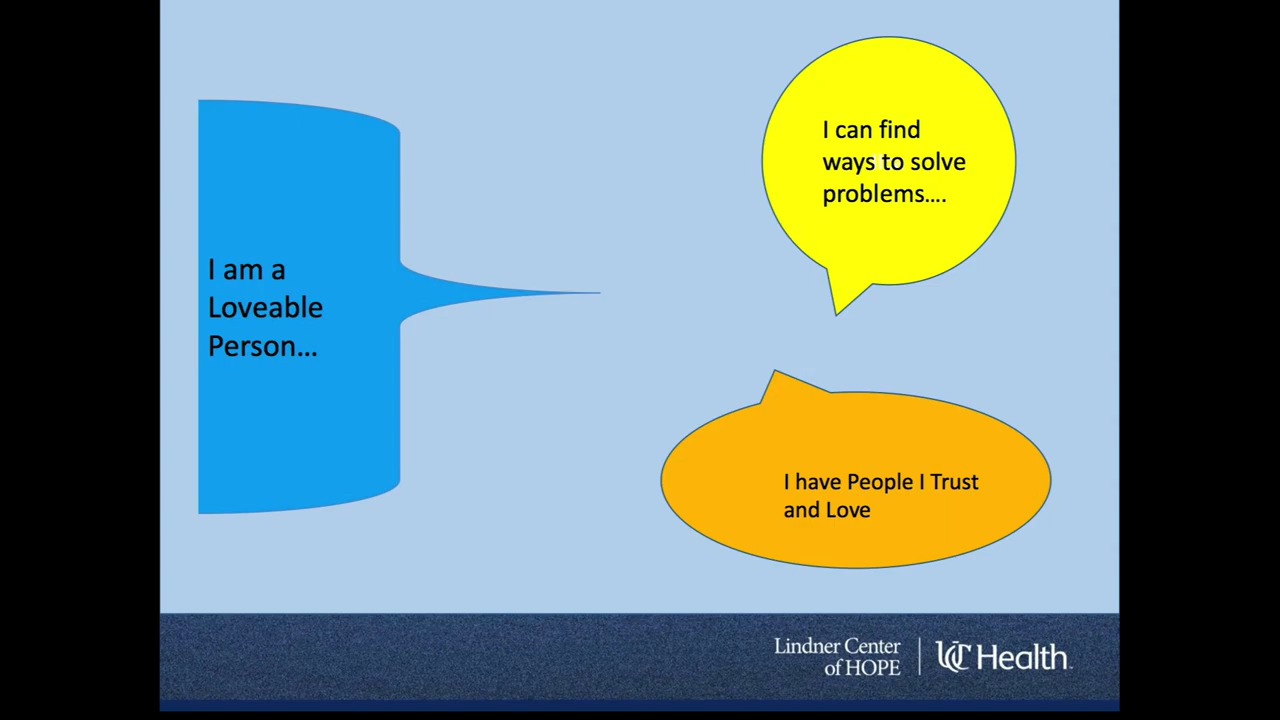 I am a
Loveable
Person...
I can find
ways to solve
problems....
I have People I Trust
and Love
Lindner Center
of HOPE
UC Health